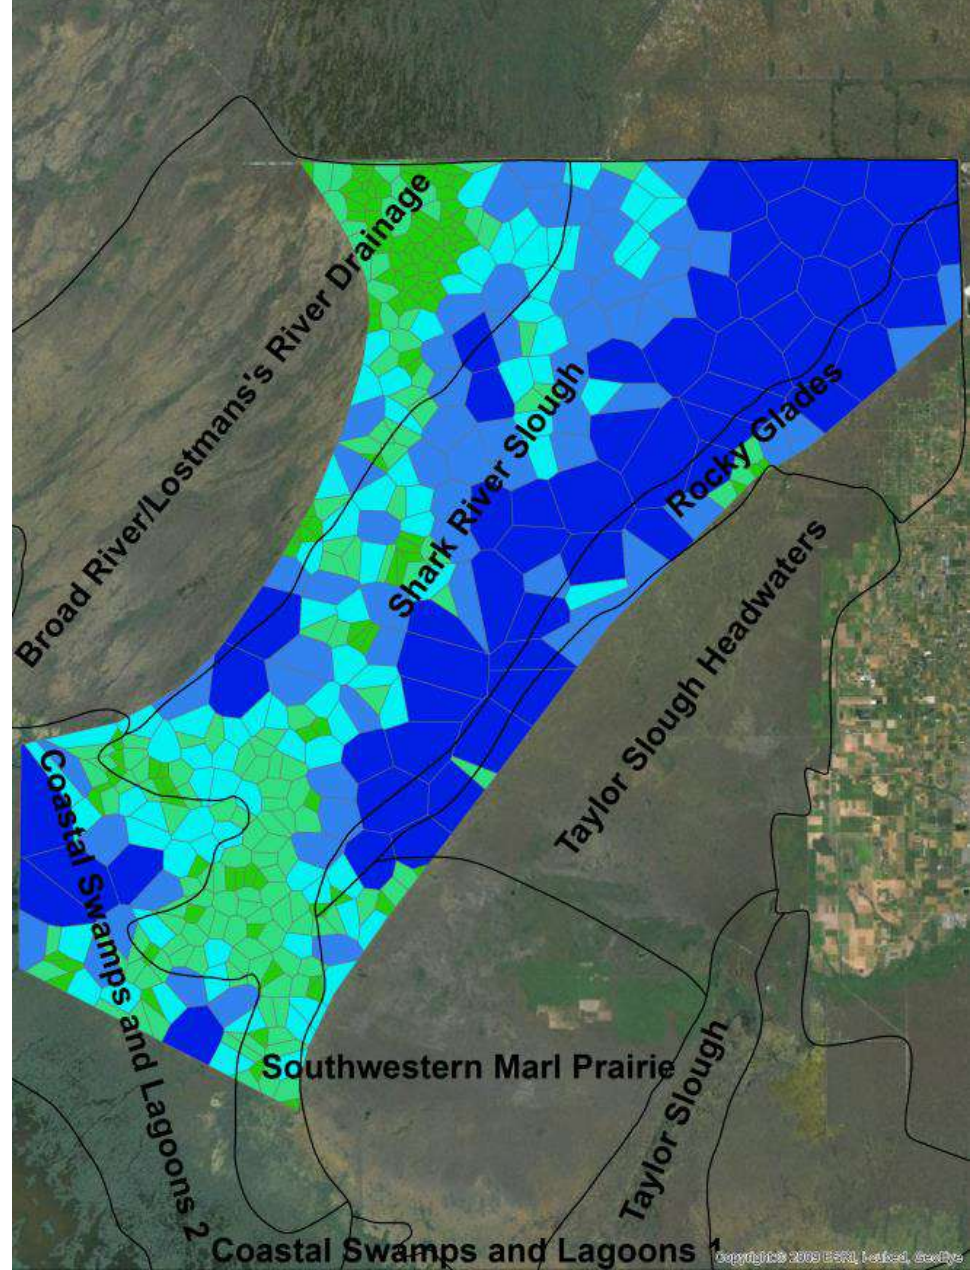 Broad River/Lostmans's River Drainage
Shark River Slough
Rocky Glades
Taylor Slough Headwaters
Coastal Swamps and Lagoons 2
Southwestern Marl Prairie
Taylor Slough
Coastal Swamps and Lagoons 1
Copyright:© 2009 ESRI, i-cubed, GeoEye